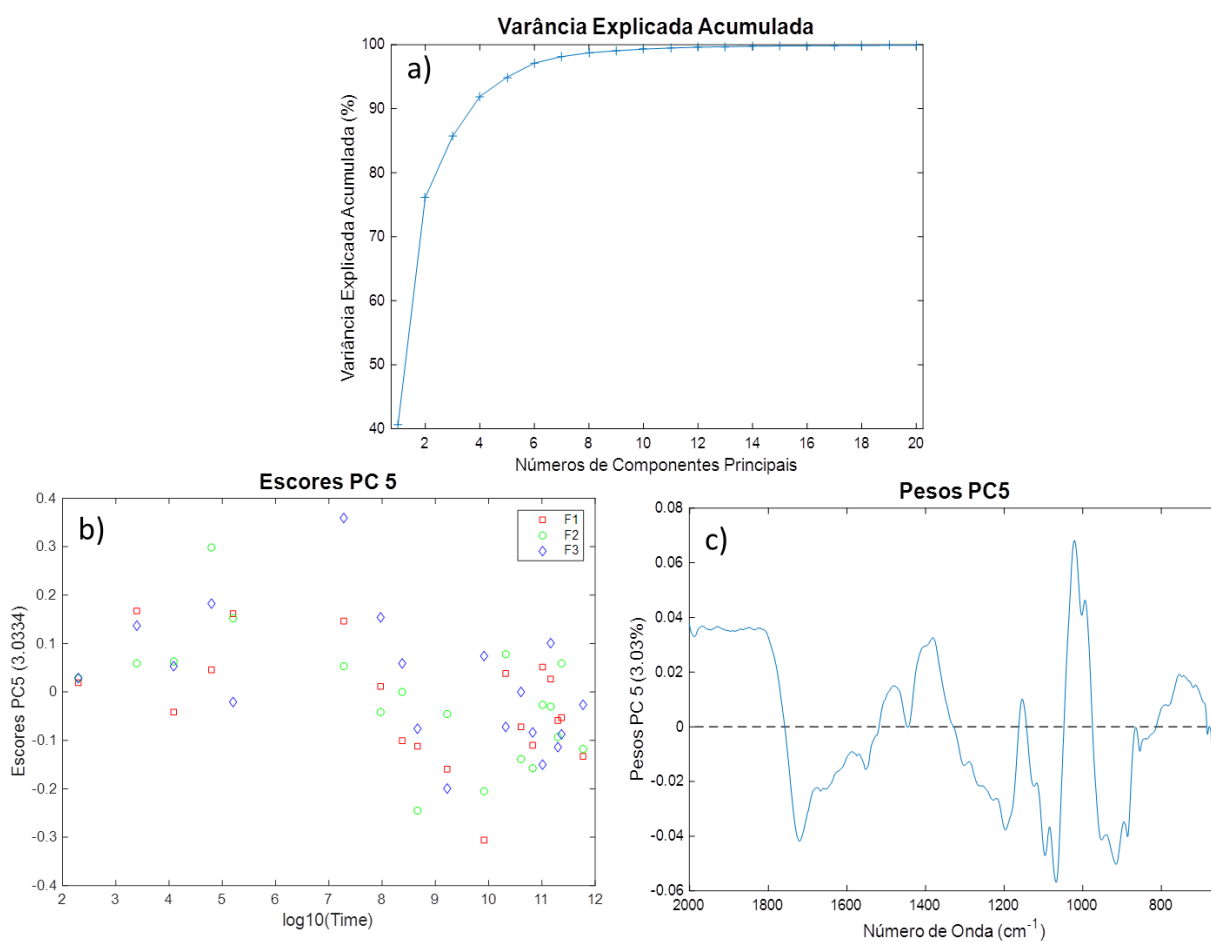 Varância Explicada Acumulada
a)
Variância Explicada Acumulada (%)
100
90
80
70
60
50
40
2 4 6 8 10 12 14 16 18 20
Números de Componentes Principais
Escores PC 5
b)
F1
F2
F3
Escores PC5 (3.0334)
0.4
0.3
0.2
0.1
0
-0.1
-0.2
-0.3
-0.4
2 3 4 5 6 7 8 9 10 11 12
log10(Time)
Pesos PC5
c)
Pesos PC 5 (3.03%)
0.08
0.06
0.04
0.02
0
-0.02
-0.04
-0.06
2000 1800 1600 1400 1200 1000 800
Número de Onda (cm-1)